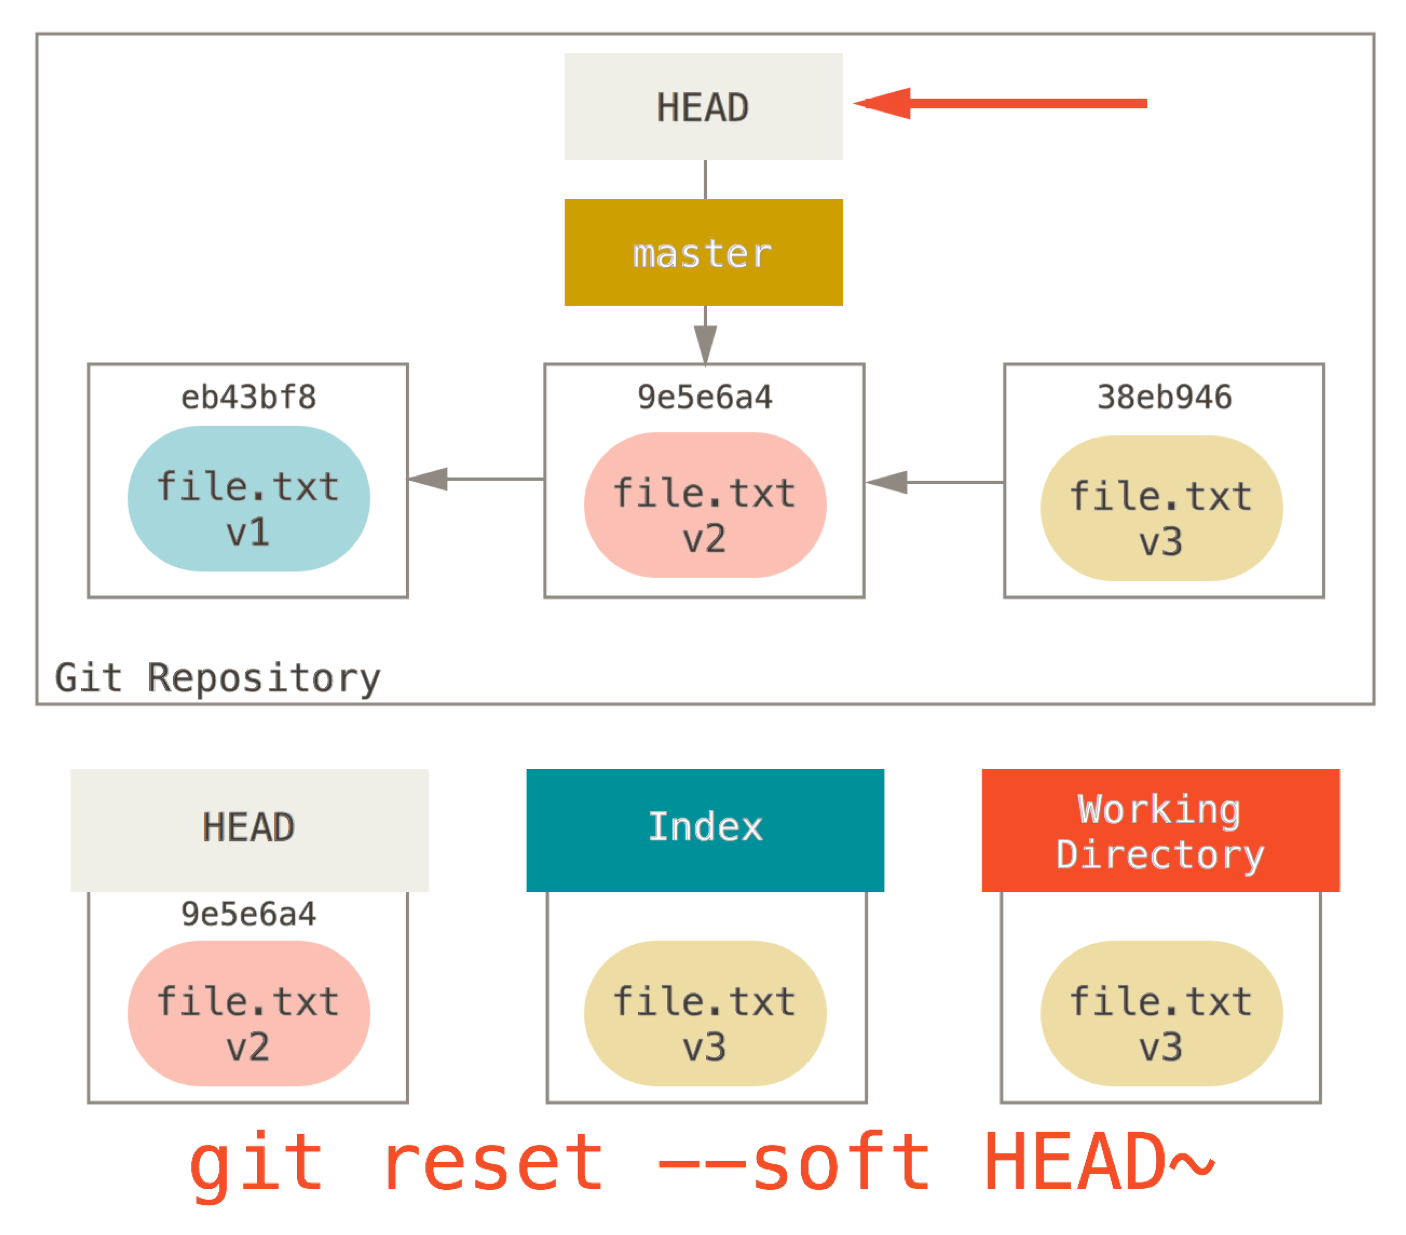 HEAD
master
eb43bf8
file.txt
v1
9e5e6a4
file.txt
v2
38eb946
file.txt
v3
Git Repository
HEAD
9e5e6a4
file.txt
v2
Index
file.txt
v3
Working
Directory
file.txt
v3
git reset --soft HEAD~